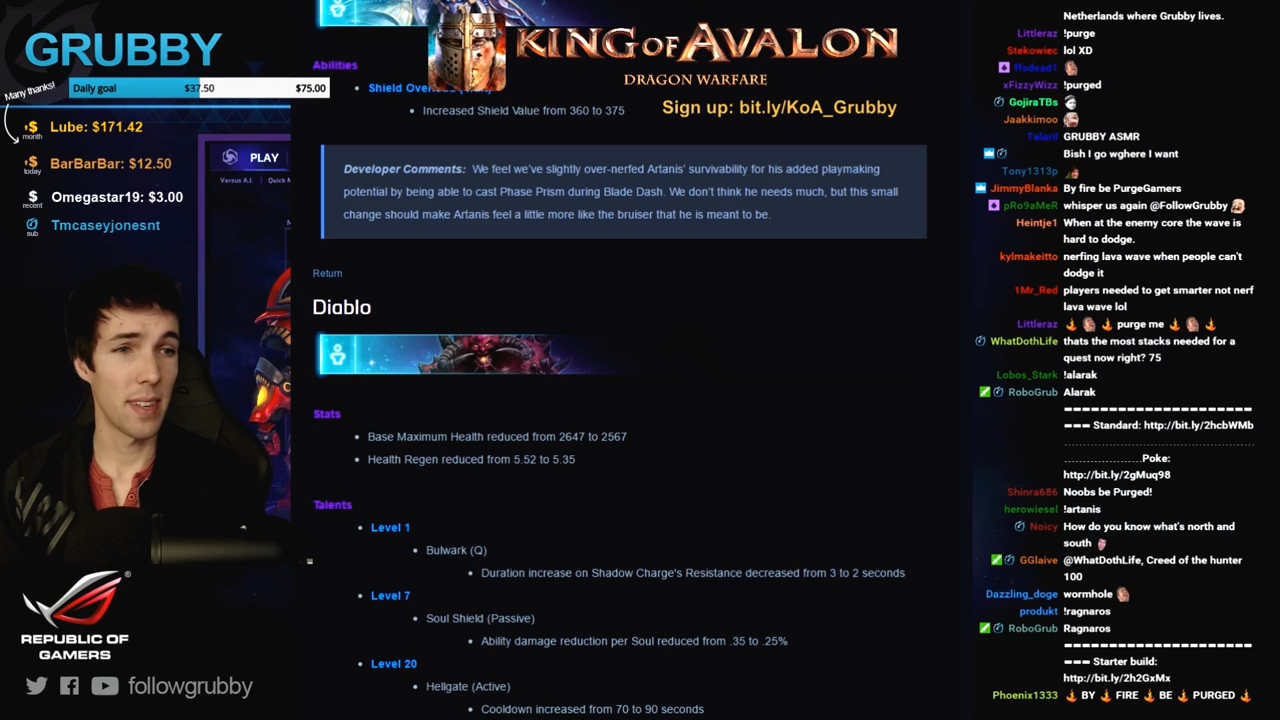 GRUBBY
Many thanks!
Daily goal $37.50 $75.00
+$ month Lube: $171.42
+$ today BarBarBar: $12.50
$ recent Omegastar19: $3.00
sub Tmcaseyjonesnt
PLAY
Versus A.I. Quick
REPUBLIC OF
GAMERS
followgrubby
KING OF AVALON
DRAGON WARFARE
Sign up: bit.ly/KoA_Grubby
Abilities
Shield
Increased Shield Value from 360 to 375
Developer Comments: We feel we've slightly over-nerfed Artanis' survivability for his added playmaking
potential by being able to cast Phase Prism during Blade Dash. We don't think he needs much, but this small
change should make Artanis feel a little more like the bruiser that he is meant to be.
Return
Diablo
Stats
Base Maximum Health reduced from 2647 to 2567
Health Regen reduced from 5.52 to 5.35
Talents
Level 1
Bulwark (Q)
Duration increase on Shadow Charge's Resistance decreased from 3 to 2 seconds
Level 7
Soul Shield (Passive)
Ability damage reduction per Soul reduced from .35 to .25%
Level 20
Hellgate (Active)
Cooldown increased from 70 to 90 seconds
Netherlands where Grubby lives.
Littleraz !purge
Stekowiec lol XD
xFizzyWizz !purged
GojiraTBs
Jaakkimoo
Telaril GRUBBY ASMR
Bish I go wghere I want
Tony1313p
JimmyBlanka By fire be PurgeGamers
pRo9aMeR whisper us again @FollowGrubby
Heintje1 When at the enemy core the wave is
hard to dodge.
kylmakeitto nerfing lava wave when people can't
dodge it
1Mr_Red players needed to get smarter not nerf
lava wave lol
Littleraz 🔥 🔥 purge me 🔥 🔥
WhatDothLife thats the most stacks needed for a
quest now right? 75
Lobos_Stark !alarak
RoboGrub Alarak
Standard: http://bit.ly/2hcbWMb
Poke:
http://bit.ly/2gMuq98
Shinra686 Noobs be Purged!
herowiesel !artanis
Noicy How do you know what's north and
south
GGlaive @WhatDothLife, Creed of the hunter
100
Dazzling_doge wormhole
produkt !ragnaros
RoboGrub Ragnaros
Starter build:
http://bit.ly/2h2GxMx
Phoenix1333 🔥 BY 🔥 FIRE 🔥 BE 🔥 PURGED 🔥